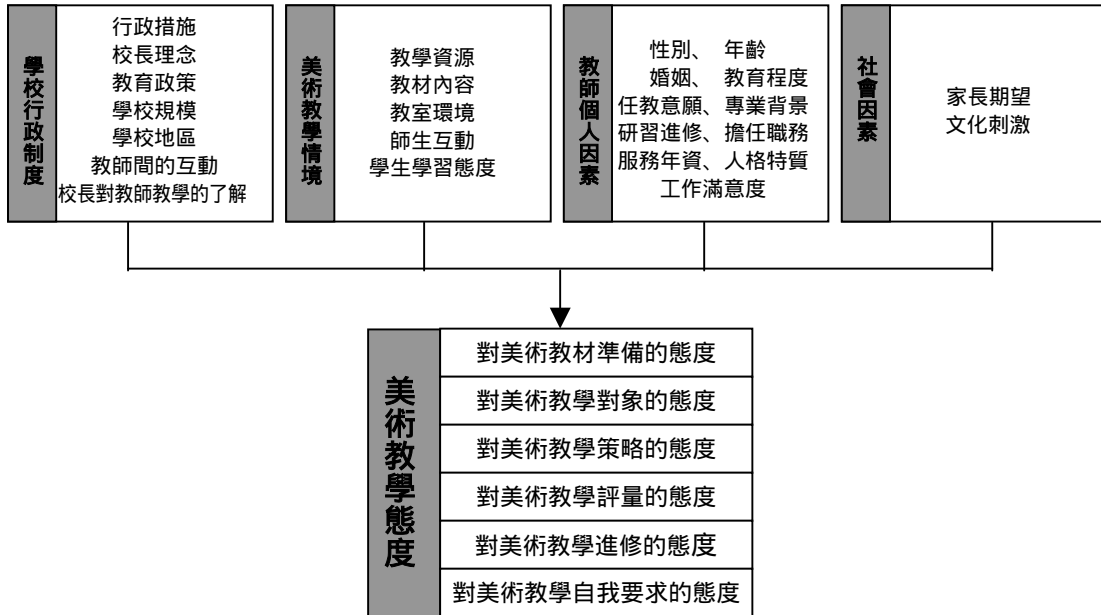 學校行政制度
行政措施
校長理念
教育政策
學校規模
學校地區
教師間的互動
校長對教師教學的了解
美術教學情境
教學資源
教材內容
教室環境
師生互動
學生學習態度
教師個人因素
性別、 年齡
婚姻、 教育程度
任教意願、專業背景
研習進修、擔任職務
服務年資、人格特質
工作滿意度
社會因素
家長期望
文化刺激
美術教學態度
對美術教材準備的態度
對美術教學對象的態度
對美術教學策略的態度
對美術教學評量的態度
對美術教學進修的態度
對美術教學自我要求的態度